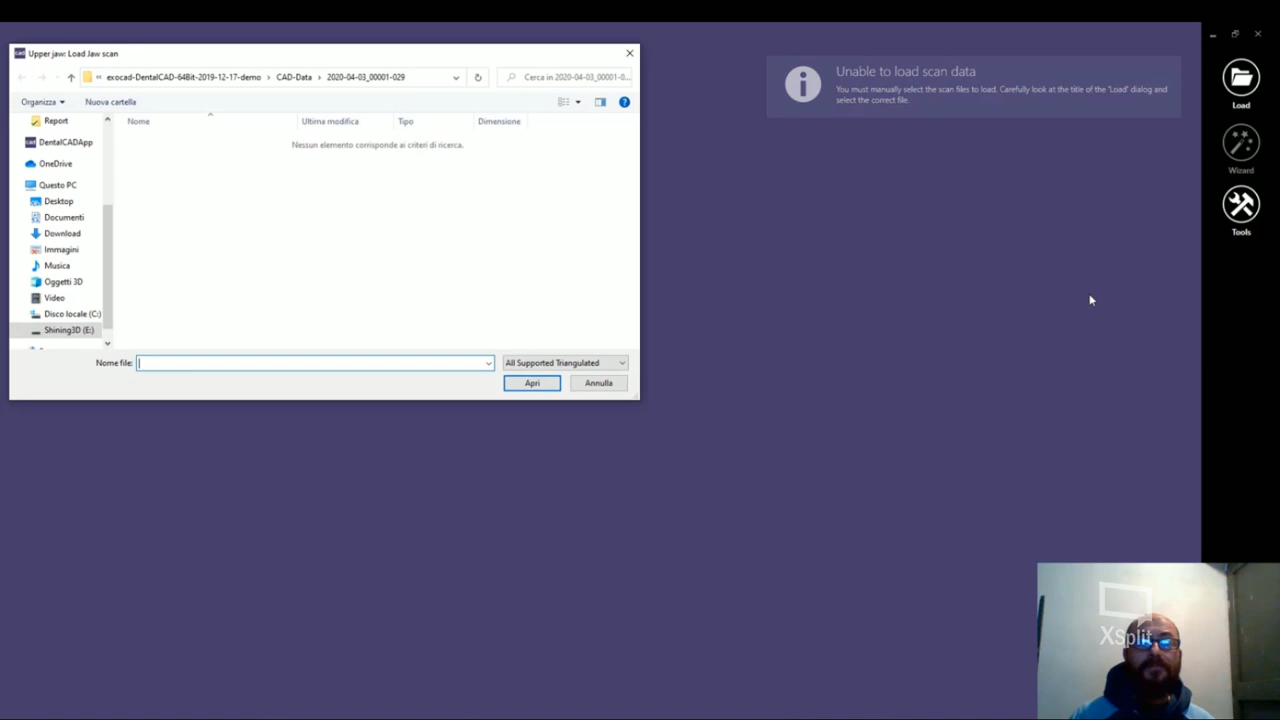 cad Upper jaw: Load Jaw scan
« exocad-DentalCAD-64Bit-2019-12-17-demo › CAD-Data › 2020-04-03_00001-029
Cerca in 2020-04-03_00001-0...
Organizza Nuova cartella
Nome Ultima modifica Tipo Dimensione
Nessun elemento corrisponde ai criteri di ricerca.
Report
cad DentalCADApp
OneDrive
Questo PC
Desktop
Documenti
Download
Immagini
Musica
Oggetti 3D
Video
Disco locale (C:)
Shining3D (E:)
Nome file: All Supported Triangulated
Apri Annulla
Unable to load scan data
You must manually select the scan files to load. Carefully look at the title of the 'Load' dialog and
select the correct file.
Load
Wizard
Tools
XSplit